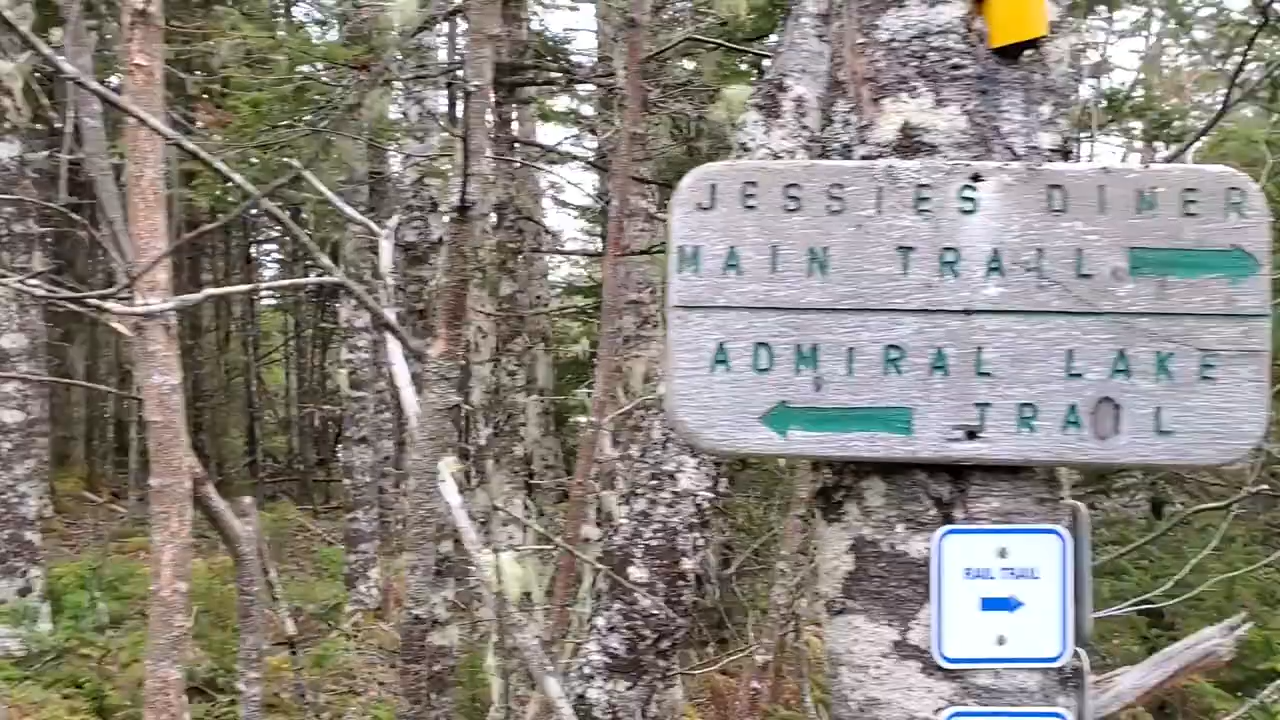 JESSIES DINER
MAIN TRAIL
ADMIRAL LAKE
TRAIL
RAIL TRAIL